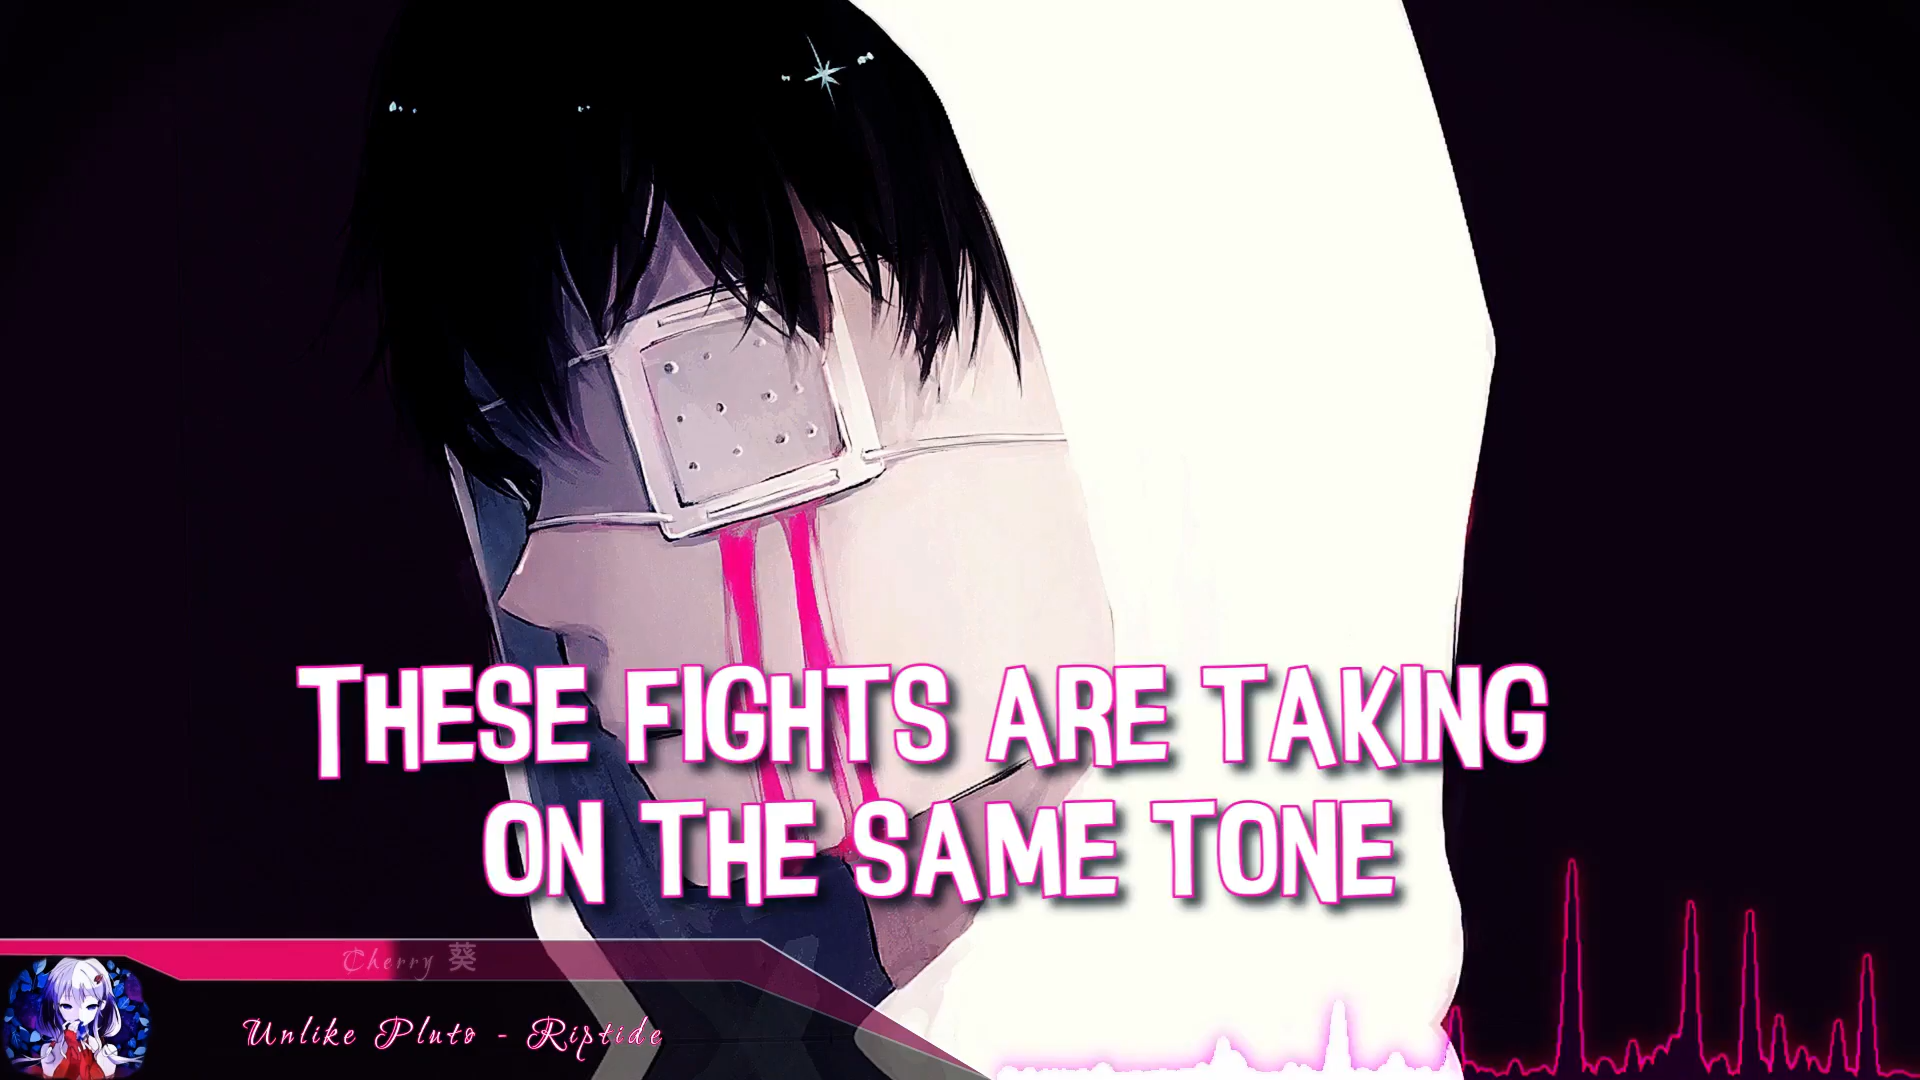 THESE FIGHTS ARE TAKING
ON THE SAME TONE
Cherry 葵
Unlike Pluto - Riptide